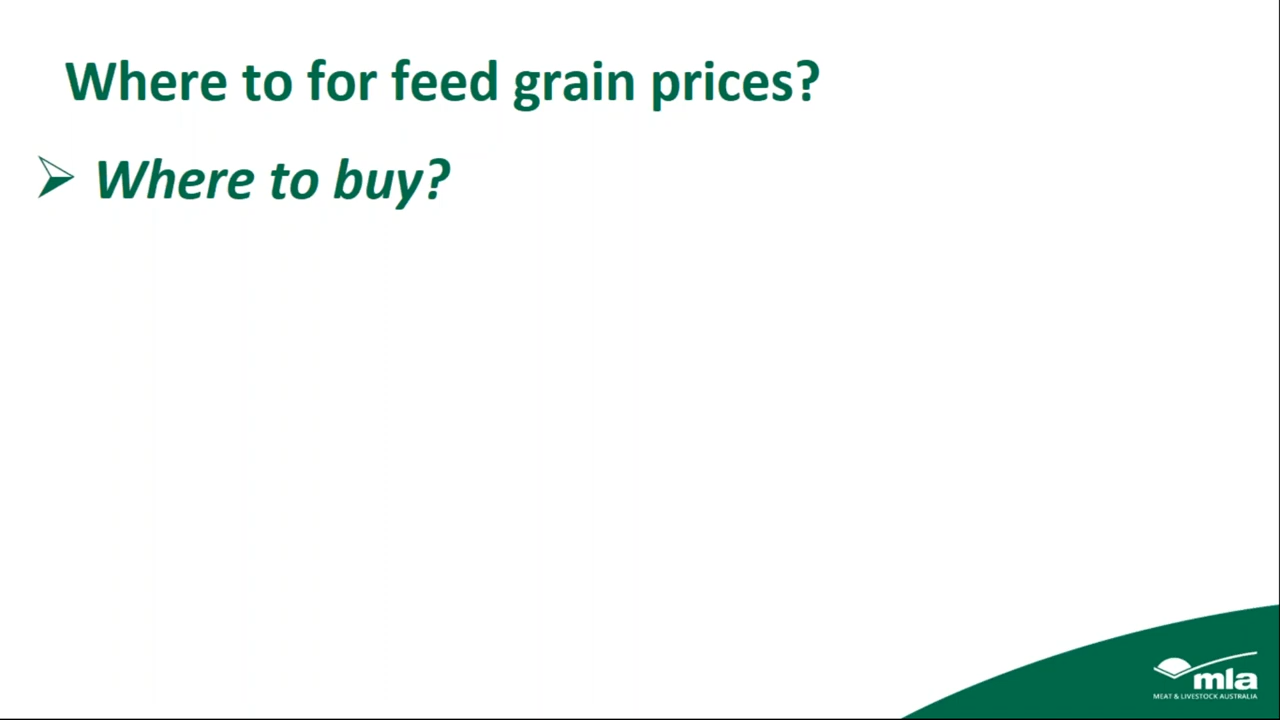 Where to for feed grain prices?
Where to buy?
mla
MEAT & LIVESTOCK AUSTRALIA